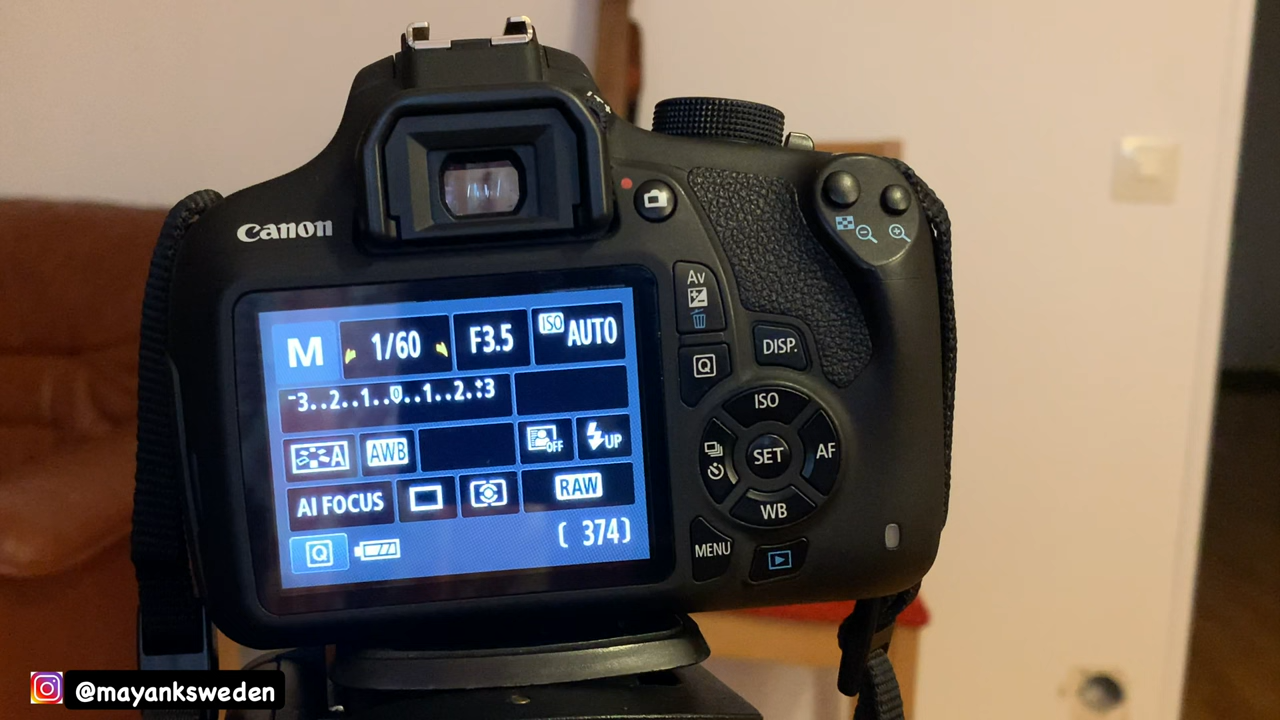 Canon
M 1/60 F3.5 ISO AUTO
-3..2..1..0..1..2.+3
A AWB OFF UP
AI FOCUS RAW
Q ( 374)
Av
Q DISP.
ISO
SET AF
WB
MENU
@mayanksweden